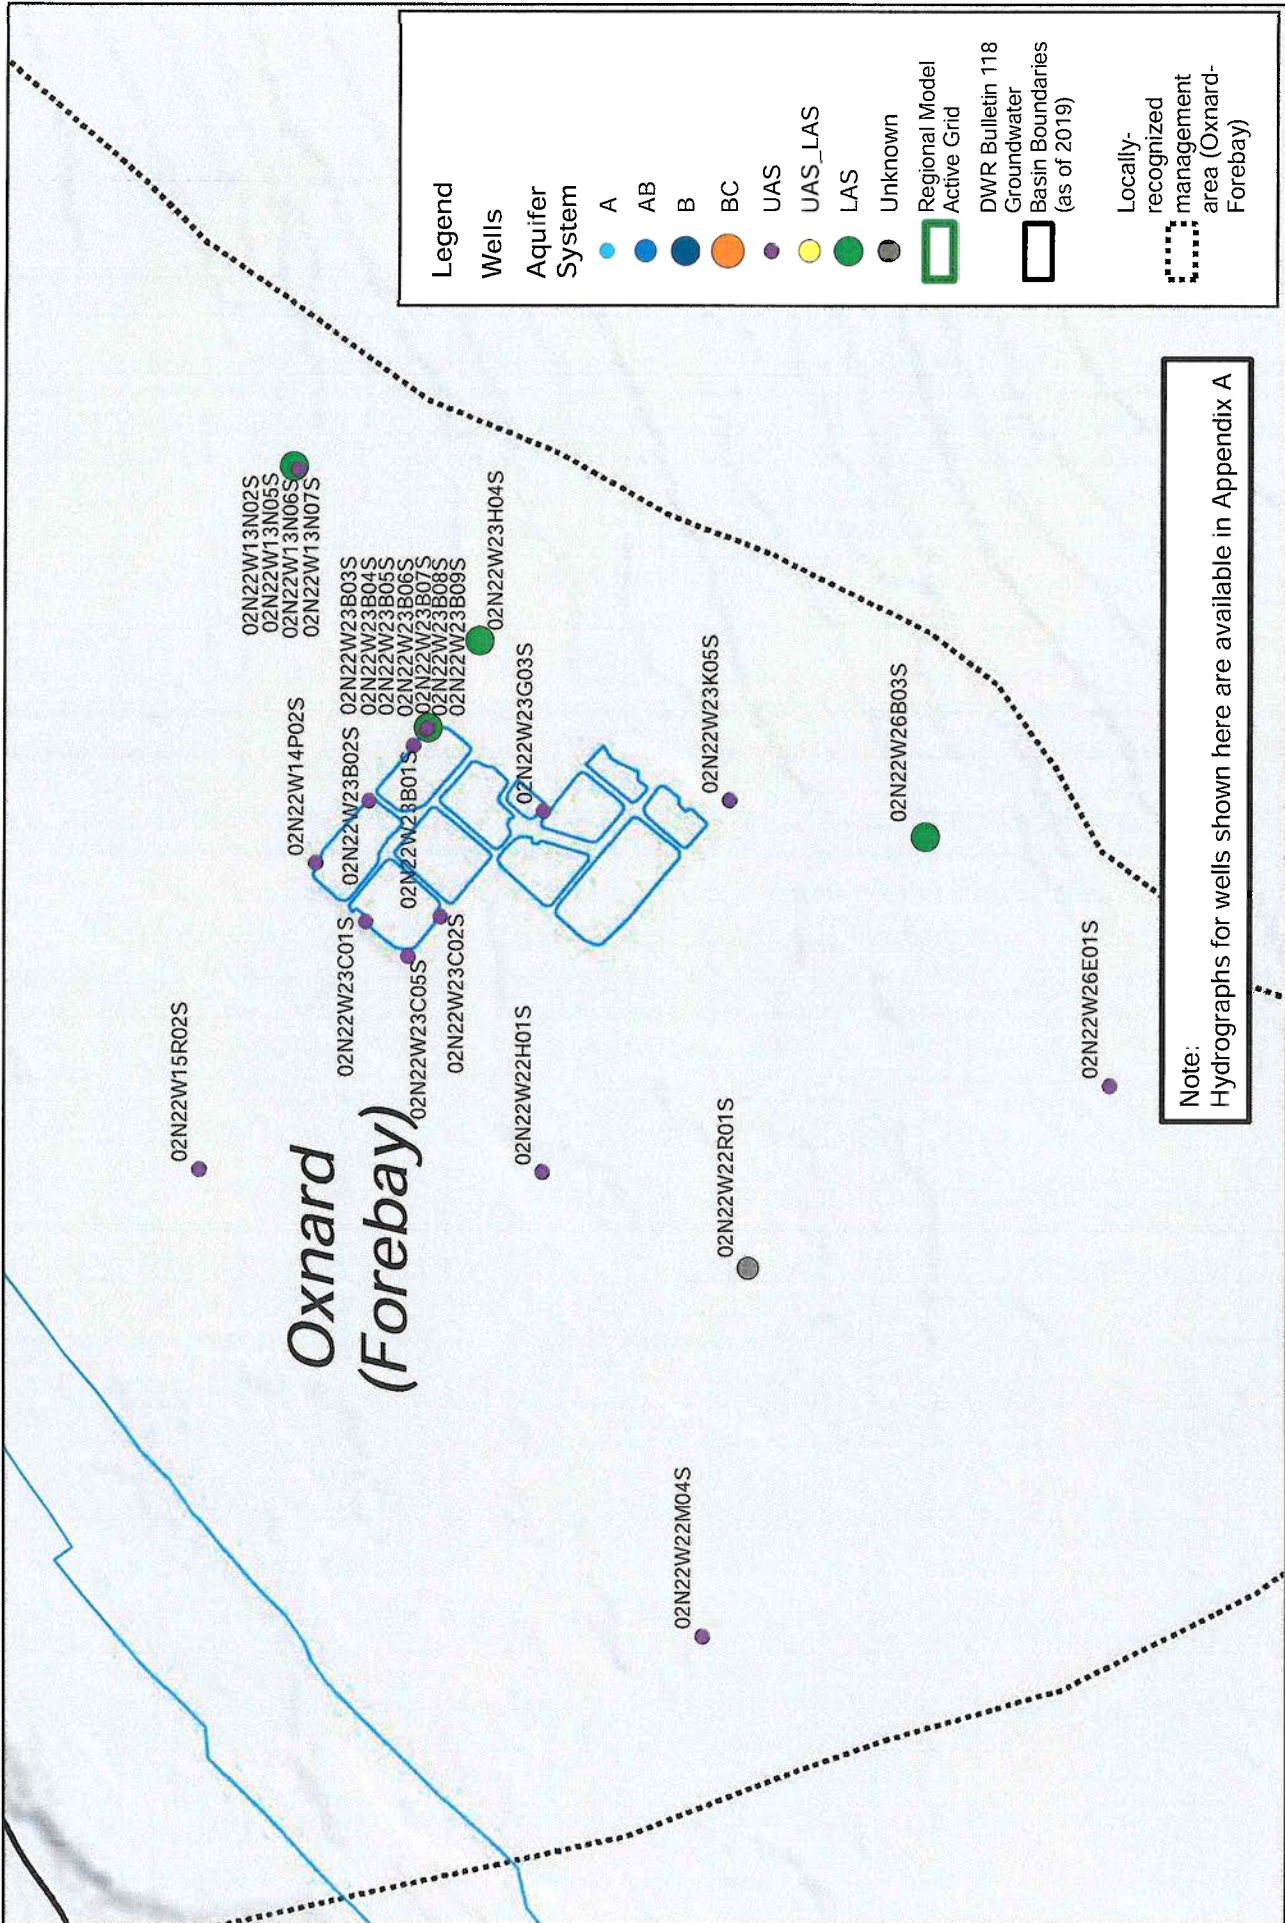 02N22W15R02S
02N22W13N02S
02N22W13N05S
02N22W13N06S
02N22W13N07S
02N22W14P02S
02N22W23B03S
02N22W23B04S
02N22W23B05S
02N22W23B06S
02N22W23B07S
02N22W23B08S
02N22W23B09S
02N22W23B02S
02N22W23B01S
02N22W23C01S
02N22W23C05S
02N22W23C02S
02N22W23H04S
02N22W23G03S
Oxnard
(Forebay)
02N22W22H01S
02N22W23K05S
02N22W22R01S
02N22W22M04S
02N22W26B03S
02N22W26E01S
Legend
Wells
Aquifer
System
A
AB
B
BC
UAS
UAS_LAS
LAS
Unknown
Regional Model
Active Grid
DWR Bulletin 118
Groundwater
Basin Boundaries
(as of 2019)
Locally-
recognized
management
area (Oxnard-
Forebay)
Note:
Hydrographs for wells shown here are available in Appendix A